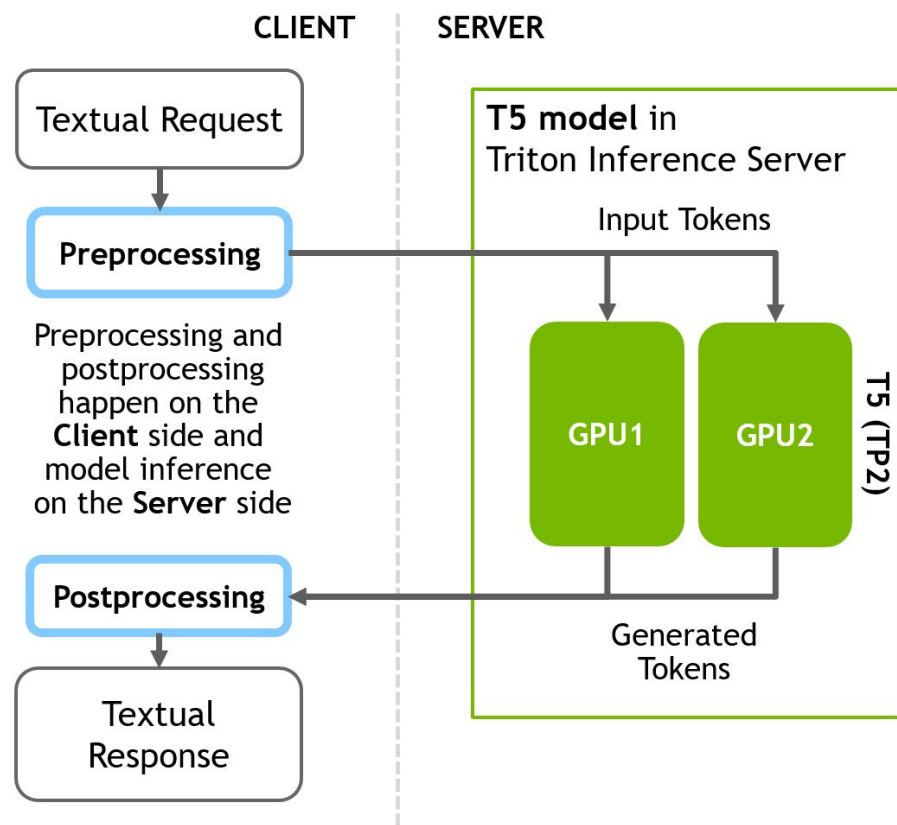 CLIENT
SERVER
Textual Request
T5 model in
Triton Inference Server
Input Tokens
Preprocessing
Preprocessing and
postprocessing
happen on the
Client side and
model inference
on the Server side
GPU1
GPU2
T5 (TP2)
Postprocessing
Generated
Tokens
Textual
Response